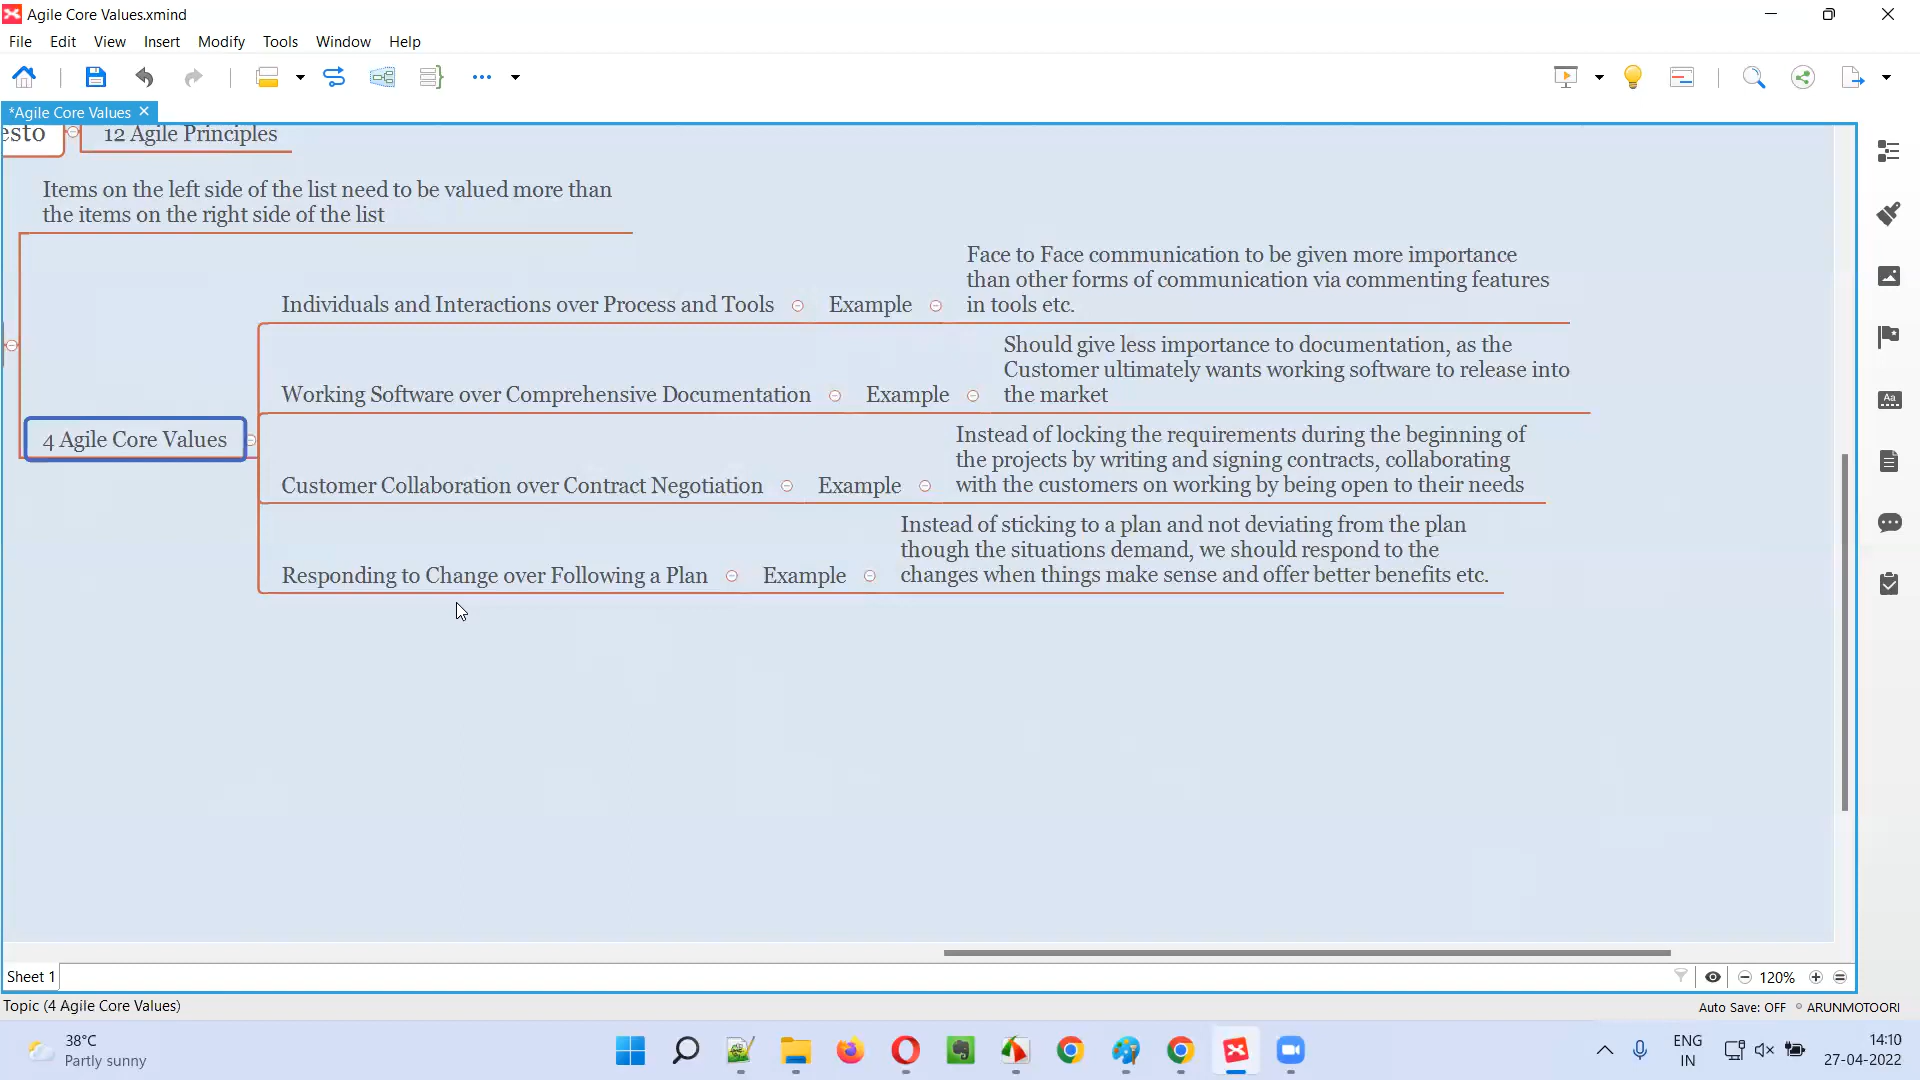 Agile Core Values.xmind
File Edit View Insert Modify Tools Window Help
*Agile Core Values
esto
12 Agile Principles
Items on the left side of the list need to be valued more than
the items on the right side of the list
Individuals and Interactions over Process and Tools
Example
Face to Face communication to be given more importance
than other forms of communication via commenting features
in tools etc.
Working Software over Comprehensive Documentation
Example
Should give less importance to documentation, as the
Customer ultimately wants working software to release into
the market
4 Agile Core Values
Customer Collaboration over Contract Negotiation
Example
Instead of locking the requirements during the beginning of
the projects by writing and signing contracts, collaborating
with the customers on working by being open to their needs
Responding to Change over Following a Plan
Example
Instead of sticking to a plan and not deviating from the plan
though the situations demand, we should respond to the
changes when things make sense and offer better benefits etc.
Aa
Sheet 1
120%
Topic (4 Agile Core Values)
Auto Save: OFF
ARUNMOTOORI
38°C
Partly sunny
ENG
IN
14:10
27-04-2022